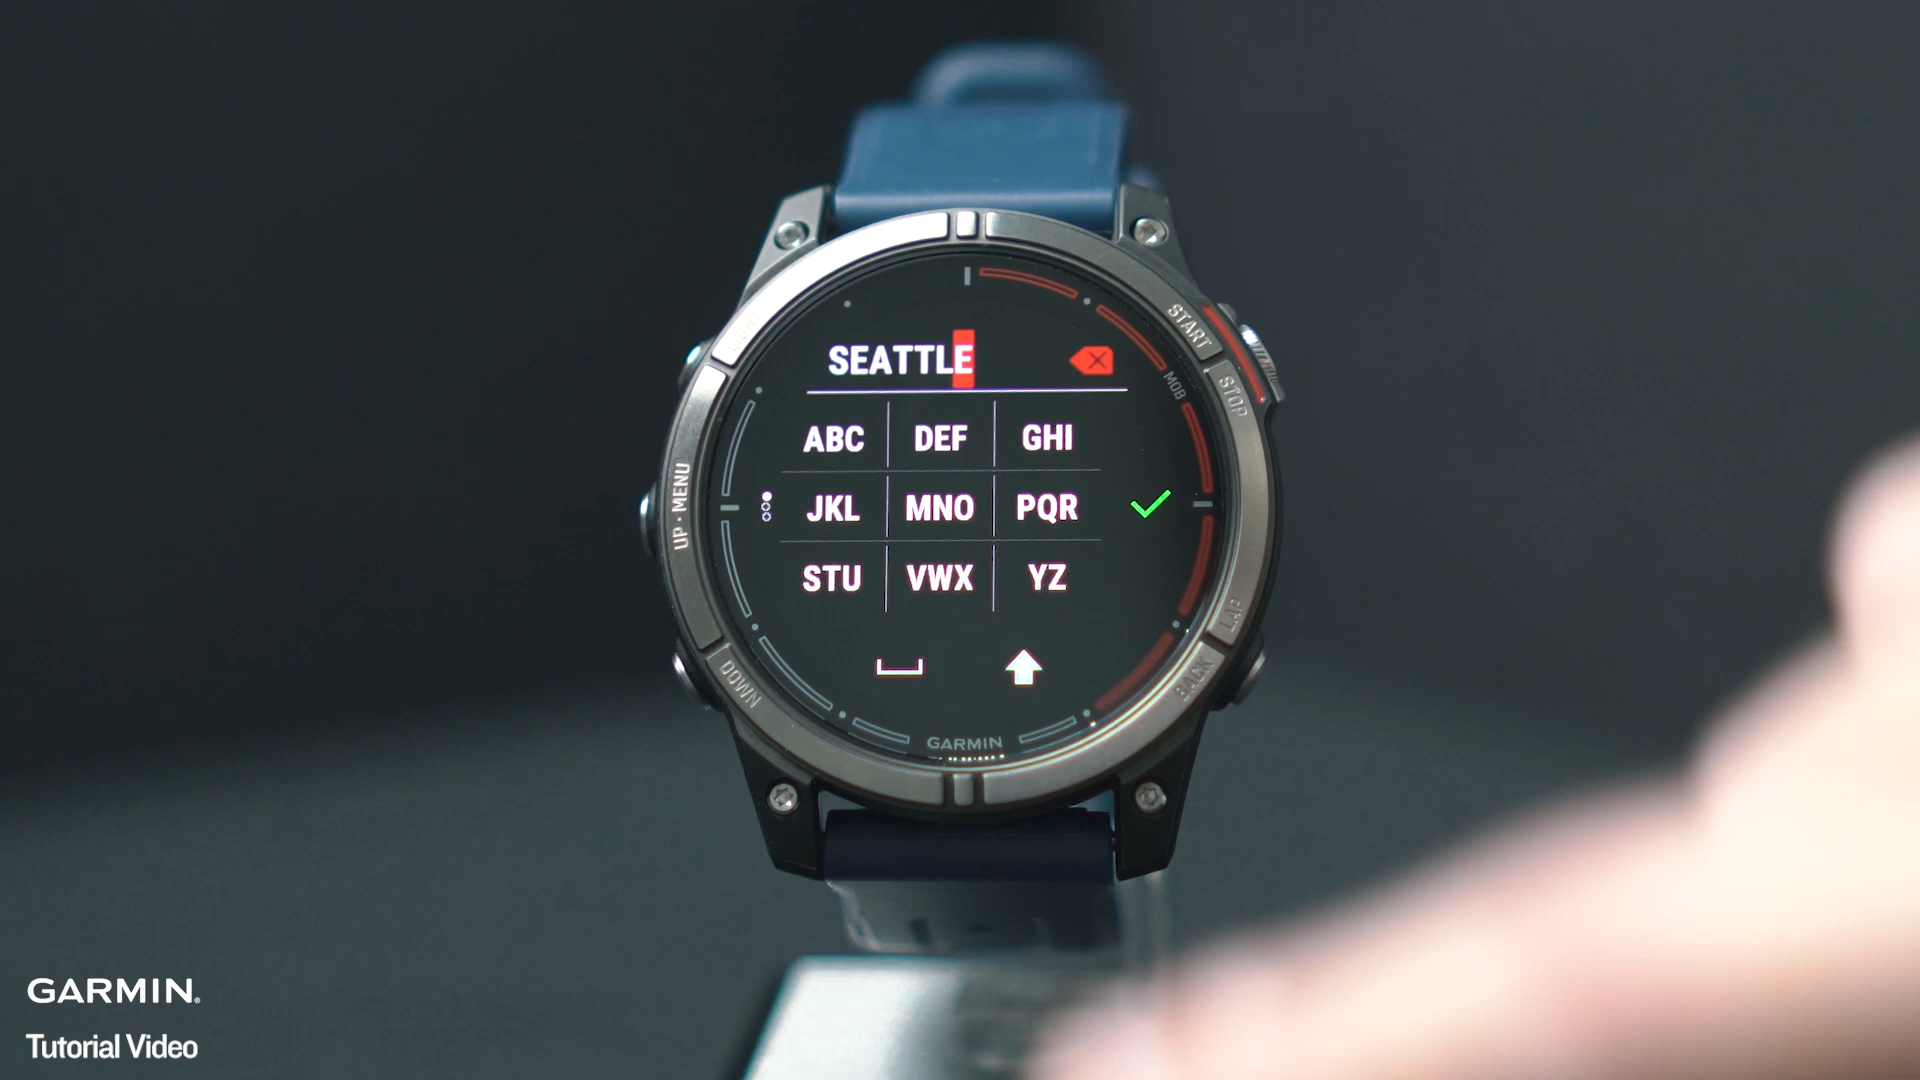 SEATTLE
ABC DEF GHI
JKL MNO PQR
STU VWX YZ
GARMIN
LIGHT
UP · MENU
DOWN
START
STOP
MOB
LAP
BACK
GARMIN®
Tutorial Video